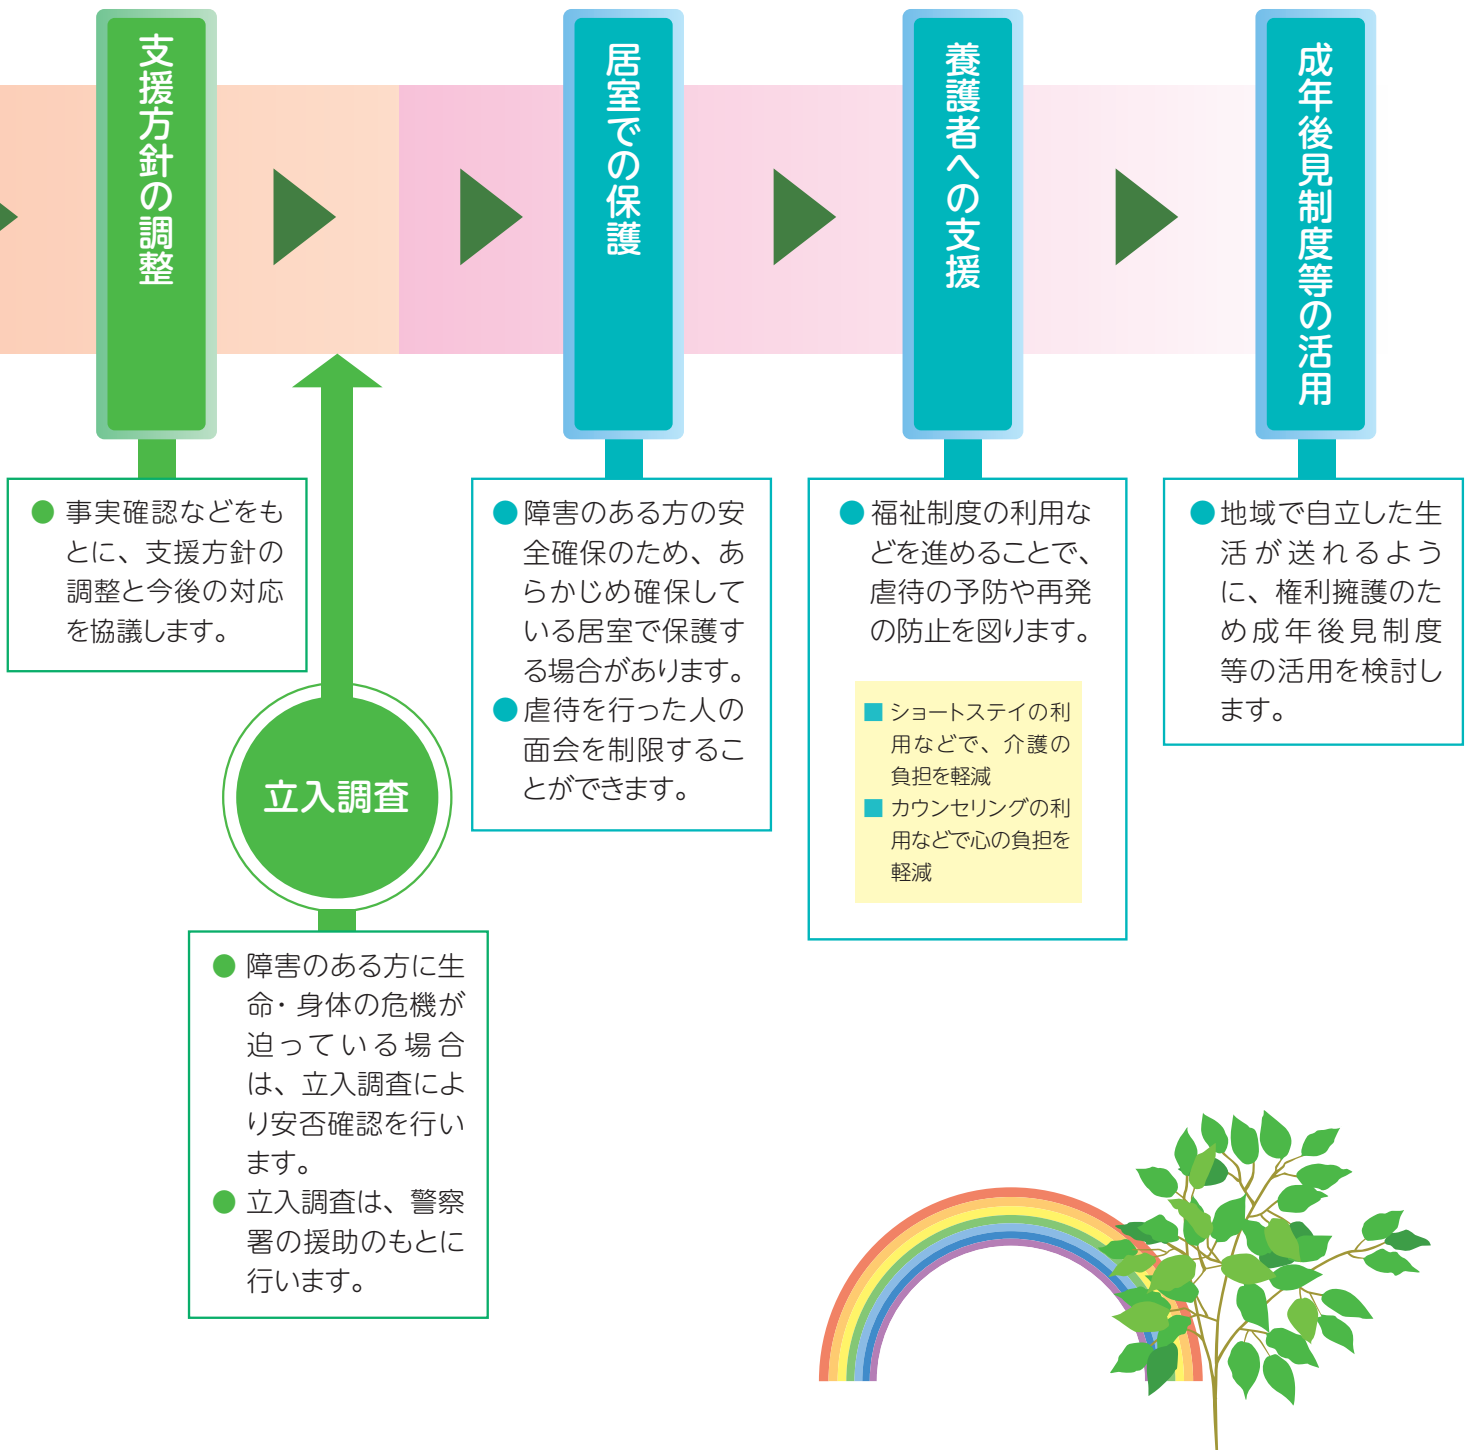 支援方針の調整
居室での保護
養護者への支援
成年後見制度等の活用
● 事実確認などをも
とに、支援方針の
調整と今後の対応
を協議します。
立入調査
● 障害のある方に生
命・身体の危機が
迫っている場合
は、立入調査によ
り安否確認を行い
ます。
● 立入調査は、警察
署の援助のもとに
行います。
● 障害のある方の安
全確保のため、あ
らかじめ確保して
いる居室で保護す
る場合があります。
● 虐待を行った人の
面会を制限するこ
とができます。
● 福祉制度の利用な
どを進めることで、
虐待の予防や再発
の防止を図ります。
■ ショートステイの利
用などで、介護の
負担を軽減
■ カウンセリングの利
用などで心の負担を
軽減
● 地域で自立した生
活が送れるよう
に、権利擁護のた
め成年後見制度
等の活用を検討し
ます。